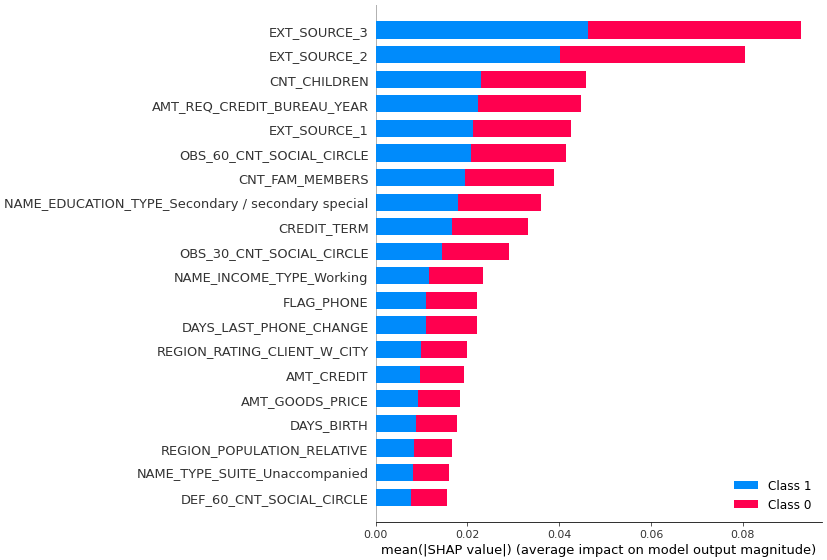 EXT_SOURCE_3
EXT_SOURCE_2
CNT_CHILDREN
AMT_REQ_CREDIT_BUREAU_YEAR
EXT_SOURCE_1
OBS_60_CNT_SOCIAL_CIRCLE
CNT_FAM_MEMBERS
NAME_EDUCATION_TYPE_Secondary / secondary special
CREDIT_TERM
OBS_30_CNT_SOCIAL_CIRCLE
NAME_INCOME_TYPE_Working
FLAG_PHONE
DAYS_LAST_PHONE_CHANGE
REGION_RATING_CLIENT_W_CITY
AMT_CREDIT
AMT_GOODS_PRICE
DAYS_BIRTH
REGION_POPULATION_RELATIVE
NAME_TYPE_SUITE_Unaccompanied
DEF_60_CNT_SOCIAL_CIRCLE
Class 1
Class 0
0.00 0.02 0.04 0.06 0.08
mean(|SHAP value|) (average impact on model output magnitude)